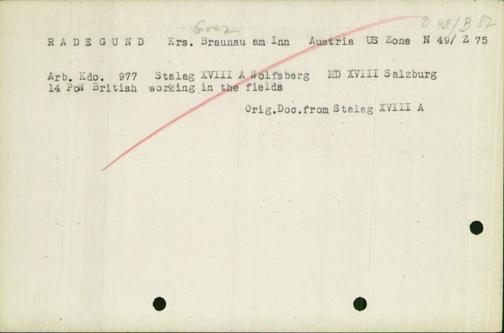 Graz D 48/B 87
RADEGUND Krs. Braunau am Inn Austria US Zone N 49/ Z 75
Arb. Kdo. 977 Stalag XVIII A Wolfsberg MD XVIII Salzburg
14 PoW British working in the fields
Orig.Doc.from Stalag XVIII A